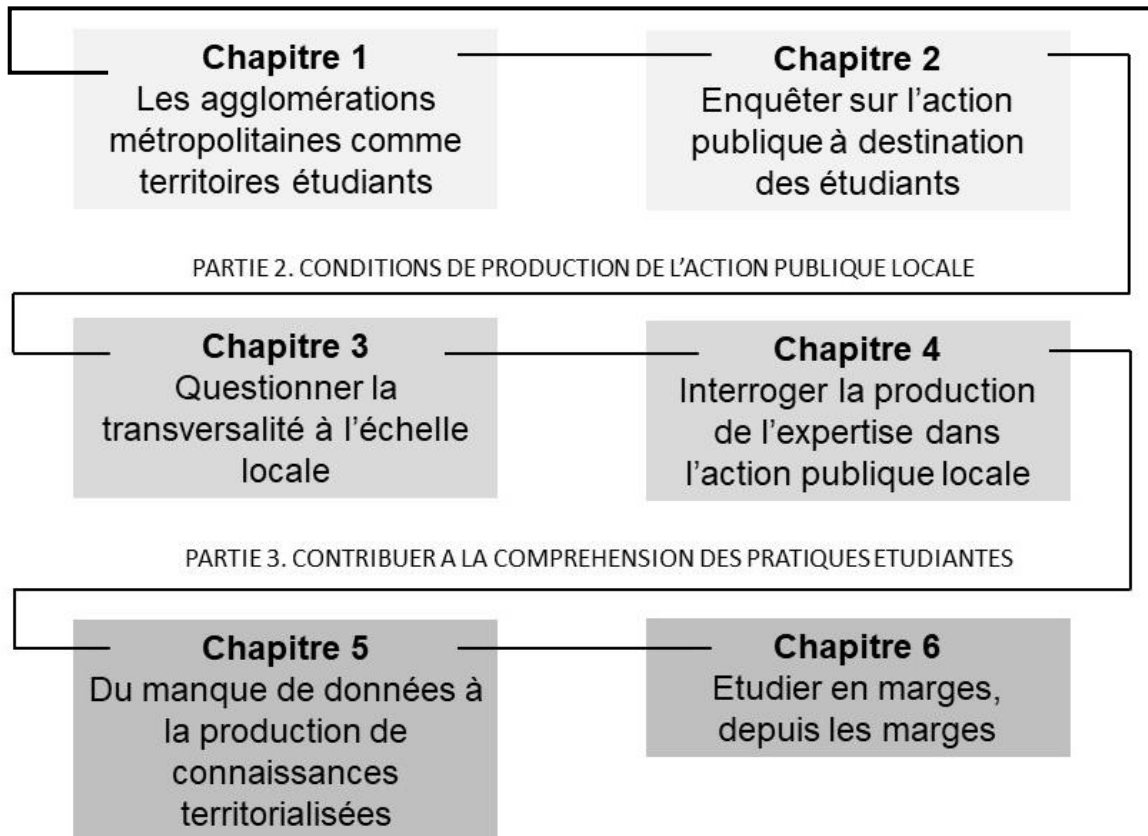 Chapitre 1
Les agglomérations
métropolitaines comme
territoires étudiants
Chapitre 2
Enquêter sur l’action
publique à destination
des étudiants
PARTIE 2. CONDITIONS DE PRODUCTION DE L’ACTION PUBLIQUE LOCALE
Chapitre 3
Questionner la
transversalité à l’échelle
locale
Chapitre 4
Interroger la production
de l’expertise dans
l’action publique locale
PARTIE 3. CONTRIBUER A LA COMPREHENSION DES PRATIQUES ETUDIANTES
Chapitre 5
Du manque de données à
la production de
connaissances
territorialisées
Chapitre 6
Etudier en marges,
depuis les marges